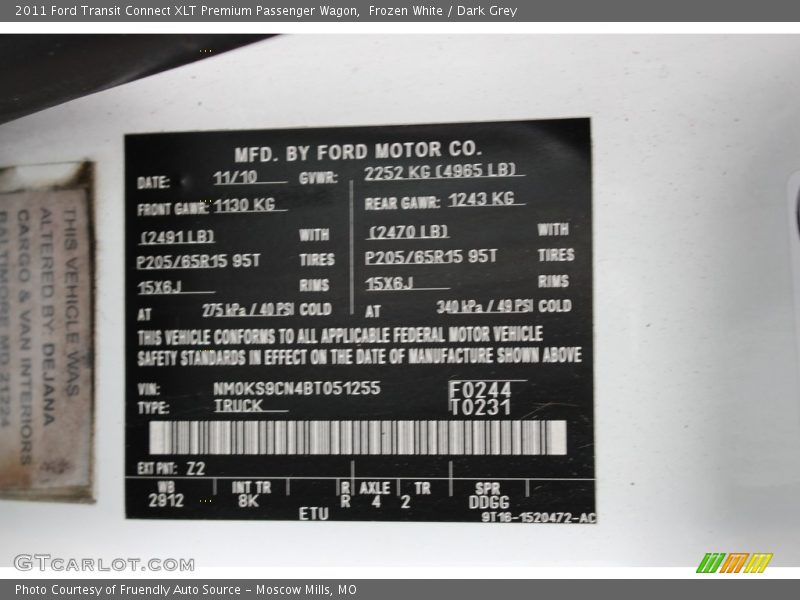 2011 Ford Transit Connect XLT Premium Passenger Wagon,  Frozen White / Dark Grey
THIS VEHICLE WAS
ALTERED BY: DEJANA
CARGO & VAN INTERIORS
BALTIMORE MD 21224
MFD. BY FORD MOTOR CO.
DATE: 11/10 GVWR: 2252 KG (4965 LB)
FRONT GAWR: 1130 KG REAR GAWR: 1243 KG
(2491 LB) WITH (2470 LB) WITH
P205/65R15 95T TIRES P205/65R15 95T TIRES
15X6J RIMS 15X6J RIMS
AT 275 kPa / 40 PSI COLD AT 340 kPa / 49 PSI COLD
THIS VEHICLE CONFORMS TO ALL APPLICABLE FEDERAL MOTOR VEHICLE
SAFETY STANDARDS IN EFFECT ON THE DATE OF MANUFACTURE SHOWN ABOVE
VIN: NM0KS9CN4BT051255 F0244
TYPE: TRUCK T0231
EXT PNT: Z2
WB INT TR R AXLE TR SPR
2912 8K R 4 2 DDGG
ETU 9T16-1520472-AC
GTCARLOT.COM
Photo Courtesy of Fruendly Auto Source - Moscow Mills, MO